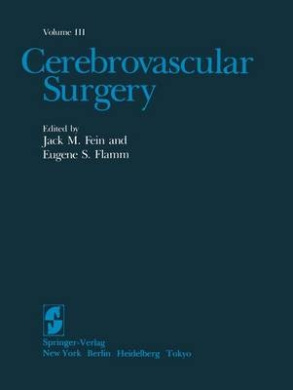 Volume III
Cerebrovascular
Surgery
Edited by
Jack M. Fein and
Eugene S. Flamm
Springer-Verlag
New York Berlin Heidelberg Tokyo